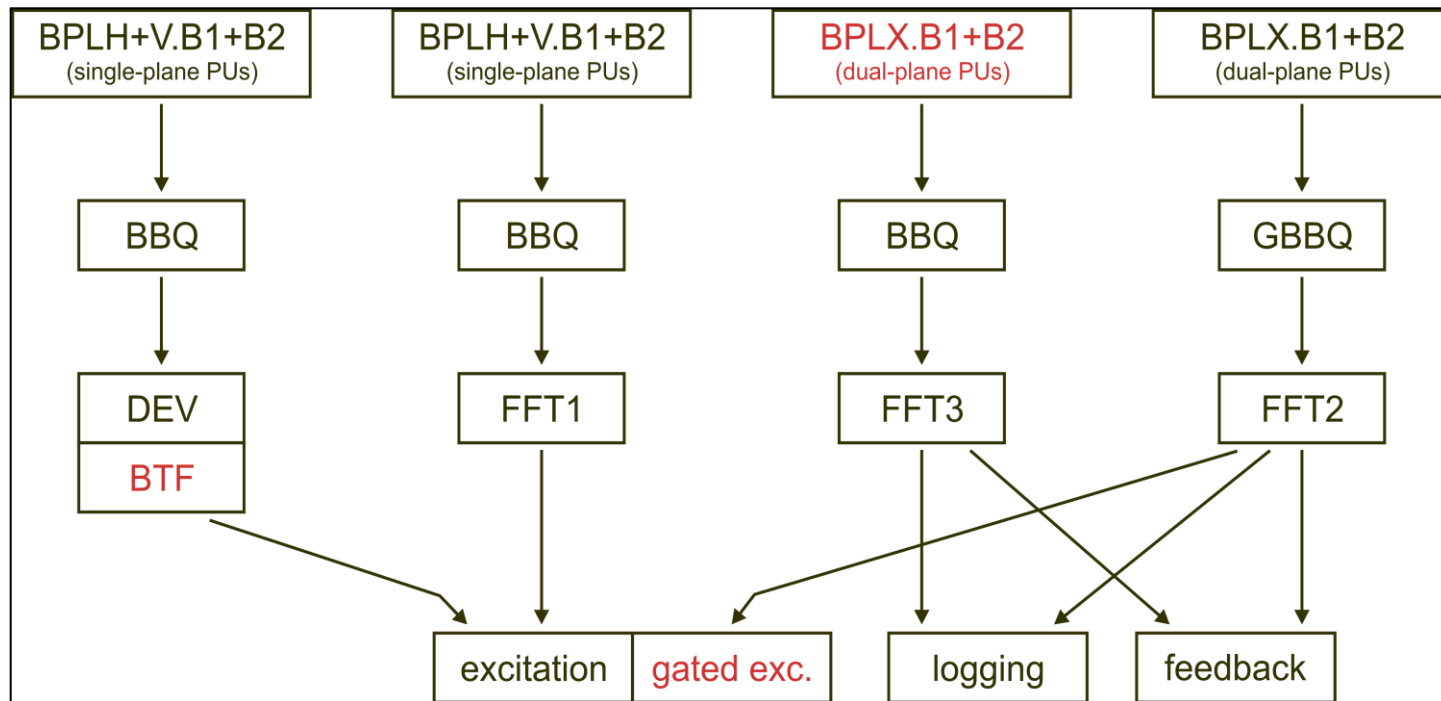 BPLH+V.B1+B2
(single-plane PUs)
BPLH+V.B1+B2
(single-plane PUs)
BPLX.B1+B2
(dual-plane PUs)
BPLX.B1+B2
(dual-plane PUs)
BBQ
BBQ
BBQ
GBBQ
DEV
FFT1
FFT3
FFT2
BTF
excitation
gated exc.
logging
feedback